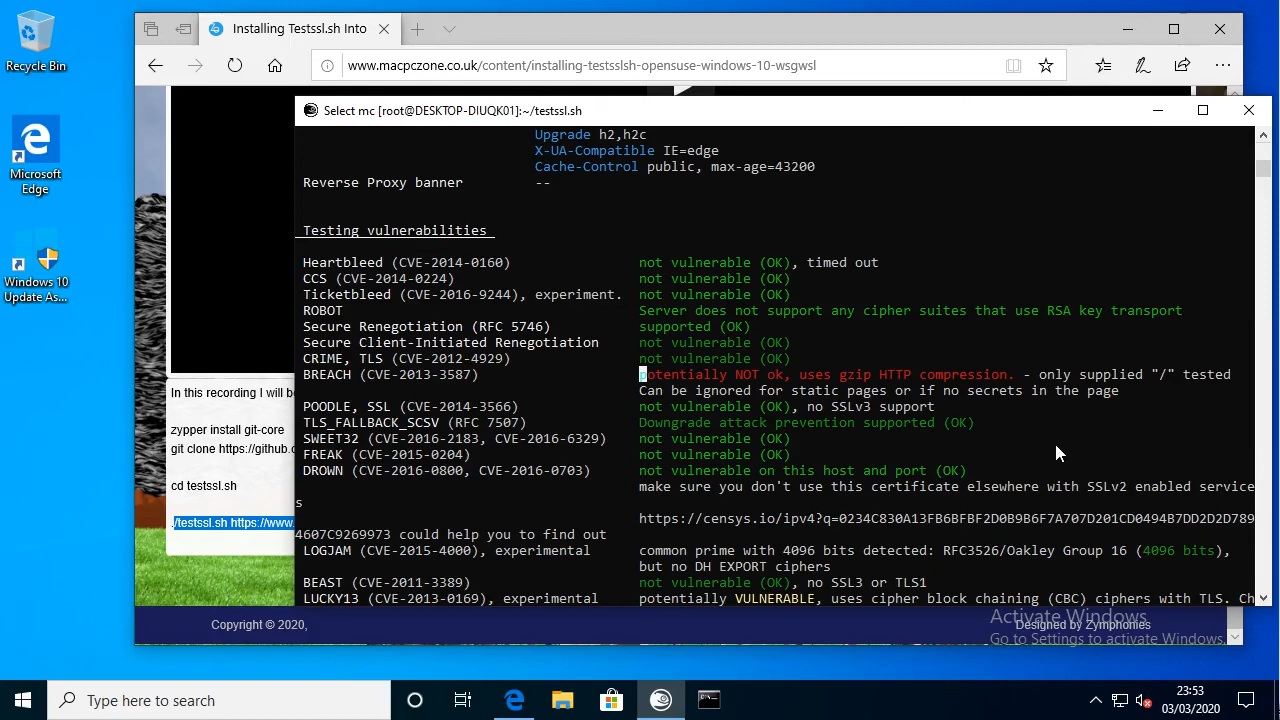 Recycle Bin
Microsoft Edge
Windows 10 Update As...
Installing Testssl.sh Into
www.macpczone.co.uk/content/installing-testsslsh-opensuse-windows-10-wsgwsl
Select mc [root@DESKTOP-DIUQK01]:~/testssl.sh
Upgrade h2,h2c
X-UA-Compatible IE=edge
Cache-Control public, max-age=43200
Reverse Proxy banner --
Testing vulnerabilities
Heartbleed (CVE-2014-0160) not vulnerable (OK), timed out
CCS (CVE-2014-0224) not vulnerable (OK)
Ticketbleed (CVE-2016-9244), experiment. not vulnerable (OK)
ROBOT Server does not support any cipher suites that use RSA key transport
Secure Renegotiation (RFC 5746) supported (OK)
Secure Client-Initiated Renegotiation not vulnerable (OK)
CRIME, TLS (CVE-2012-4929) not vulnerable (OK)
BREACH (CVE-2013-3587) potentially NOT ok, uses gzip HTTP compression. - only supplied "/" tested
Can be ignored for static pages or if no secrets in the page
POODLE, SSL (CVE-2014-3566) not vulnerable (OK), no SSLv3 support
TLS_FALLBACK_SCSV (RFC 7507) Downgrade attack prevention supported (OK)
SWEET32 (CVE-2016-2183, CVE-2016-6329) not vulnerable (OK)
FREAK (CVE-2015-0204) not vulnerable (OK)
DROWN (CVE-2016-0800, CVE-2016-0703) not vulnerable on this host and port (OK)
make sure you don't use this certificate elsewhere with SSLv2 enabled service
s
https://censys.io/ipv4?q=0234C830A13FB6BFBF2D0B9B6F7A707D201CD0494B7DD2D2D789
4607C9269973 could help you to find out
LOGJAM (CVE-2015-4000), experimental common prime with 4096 bits detected: RFC3526/Oakley Group 16 (4096 bits),
but no DH EXPORT ciphers
BEAST (CVE-2011-3389) not vulnerable (OK), no SSL3 or TLS1
LUCKY13 (CVE-2013-0169), experimental potentially VULNERABLE, uses cipher block chaining (CBC) ciphers with TLS. Ch
In this recording I will b
zypper install git-core
git clone https://github.c
cd testssl.sh
./testssl.sh https://www.
Copyright © 2020,
Designed by Zymphonies
Activate Windows
Go to Settings to activate Windows.
Type here to search
23:53
03/03/2020